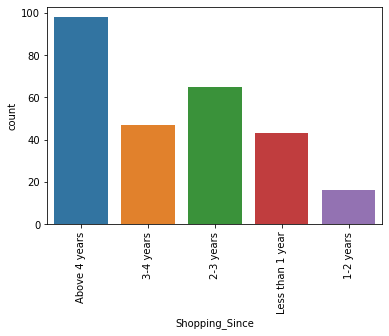 100
80
60
40
20
0
count
Above 4 years
3-4 years
2-3 years
Less than 1 year
1-2 years
Shopping_Since